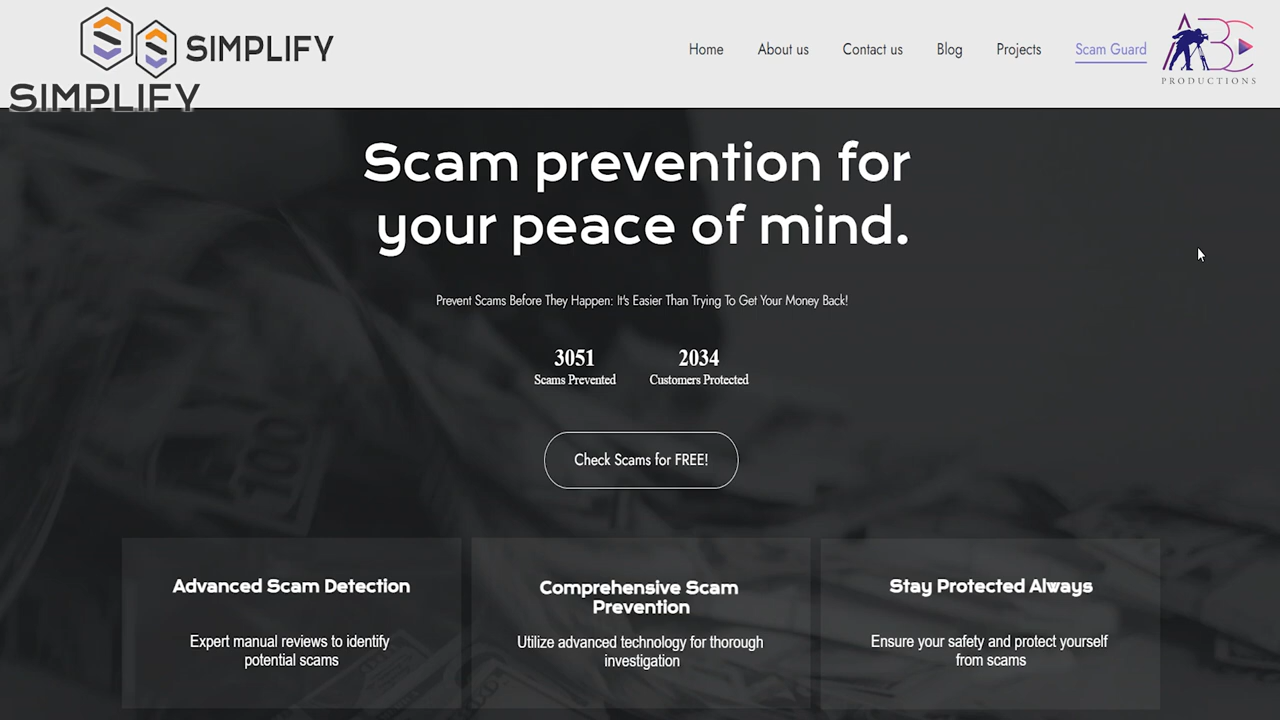 SIMPLIFY
SIMPLIFY
Home
About us
Contact us
Blog
Projects
Scam Guard
ABC
PRODUCTIONS
Scam prevention for
your peace of mind.
Prevent Scams Before They Happen: It's Easier Than Trying To Get Your Money Back!
3051
Scams Prevented
2034
Customers Protected
100
Check Scams for FREE!
Advanced Scam Detection
Expert manual reviews to identify
potential scams
Comprehensive Scam
Prevention
Utilize advanced technology for thorough
investigation
Stay Protected Always
Ensure your safety and protect yourself
from scams